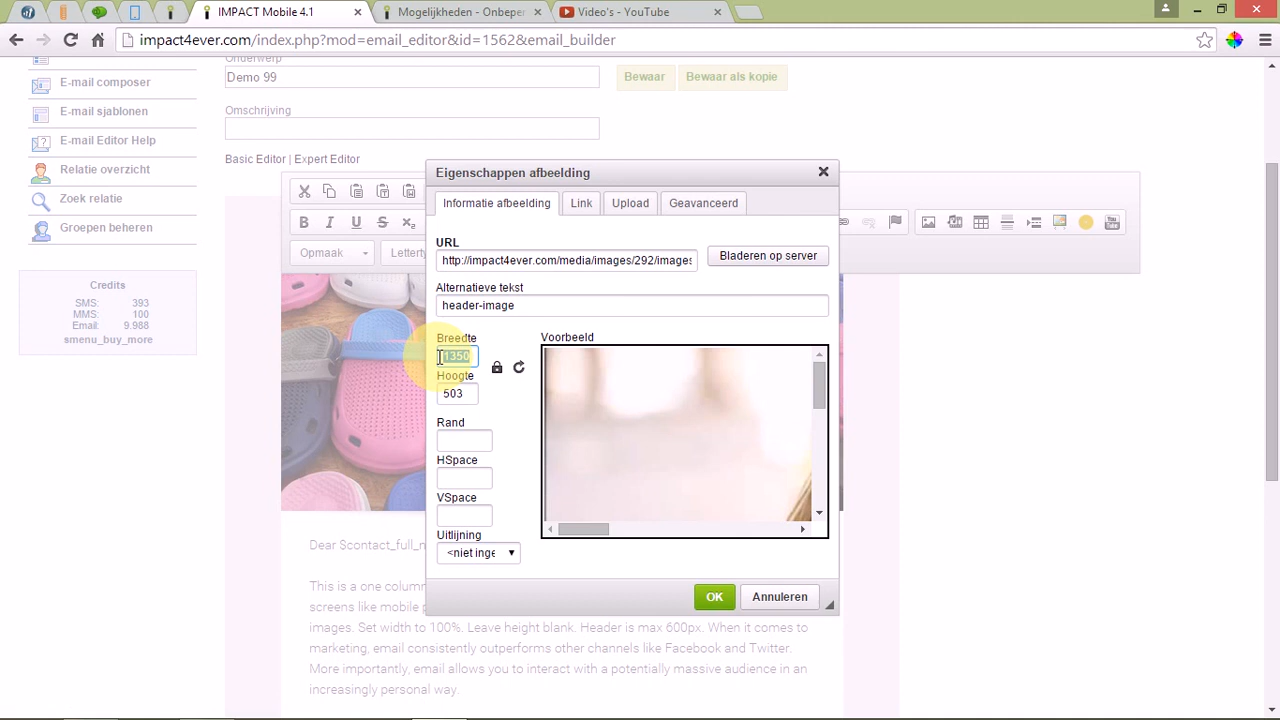 IMPACT Mobile 4.1
Mogelijkheden - Onbeper
Video's - YouTube
impact4ever.com/index.php?mod=email_editor&id=1562&email_builder
Onderwerp
E-mail composer
Demo 99
Bewaar
Bewaar als kopie
E-mail sjablonen
Omschrijving
E-mail Editor Help
Basic Editor | Expert Editor
Relatie overzicht
Eigenschappen afbeelding
Zoek relatie
Informatie afbeelding
Link
Upload
Geavanceerd
Groepen beheren
B I U S
URL
Opmaak
Letterty
http://impact4ever.com/media/images/292/images
Bladeren op server
Credits
Alternatieve tekst
SMS: 393
header-image
MMS: 100
Email: 9.988
smenu_buy_more
Breedte
Voorbeeld
1350
Hoogte
503
Rand
HSpace
VSpace
Uitlijning
<niet inge
Dear Scontact_full_n
This is a one column
screens like mobile p
OK
Annuleren
images. Set width to 100%. Leave height blank. Header is max 600px. When it comes to
marketing, email consistently outperforms other channels like Facebook and Twitter.
More importantly, email allows you to interact with a potentially massive audience in an
increasingly personal way.